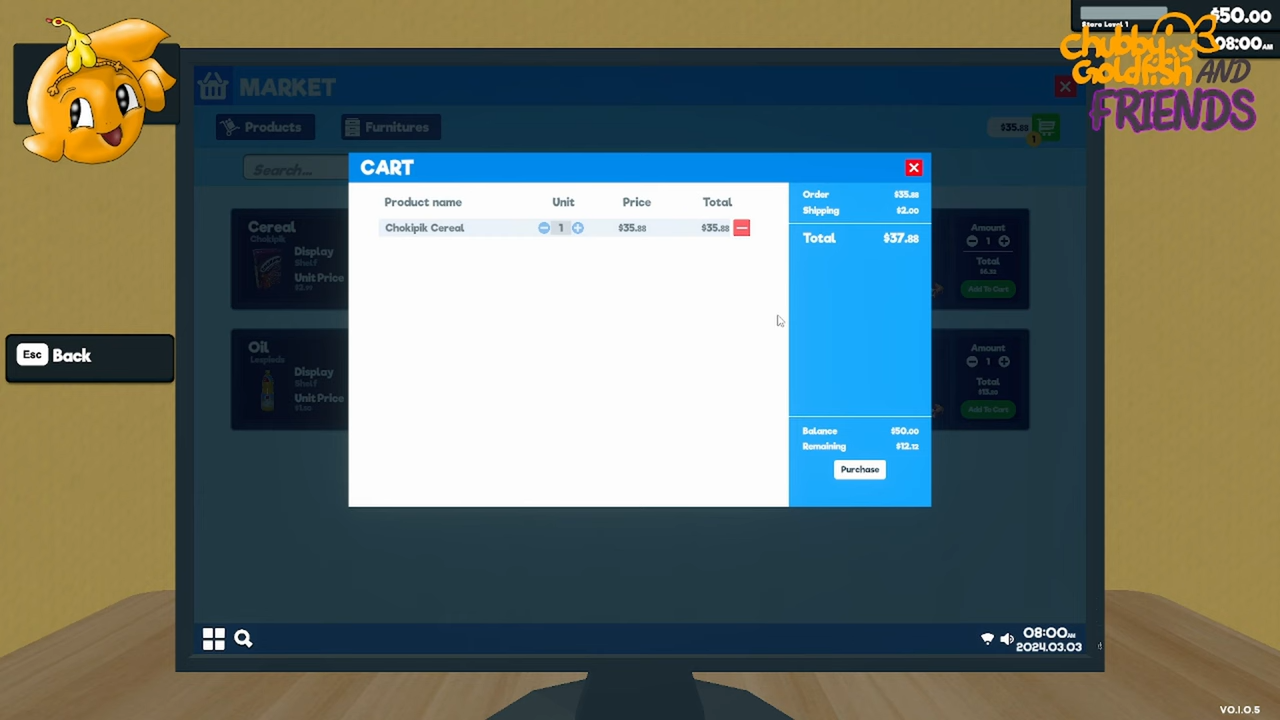 $50.00
Store Level 1
08:00AM
chubby
Goldfish AND
FRIENDS
MARKET
Products
Furnitures
$35.88
1
Search...
CART
Product name
Unit
Price
Total
Chokipik Cereal
1
$35.88
$35.88
Order
$35.88
Shipping
$2.00
Total
$37.88
Balance
$50.00
Remaining
$12.12
Purchase
Cereal
Chokipik
Display
Shelf
Unit Price
Amount
1
Total
Add To Cart
Oil
Display
Shelf
Unit Price
Amount
1
Total
Add To Cart
Esc
Back
08:00AM
2024.03.03
V0.1.0.5